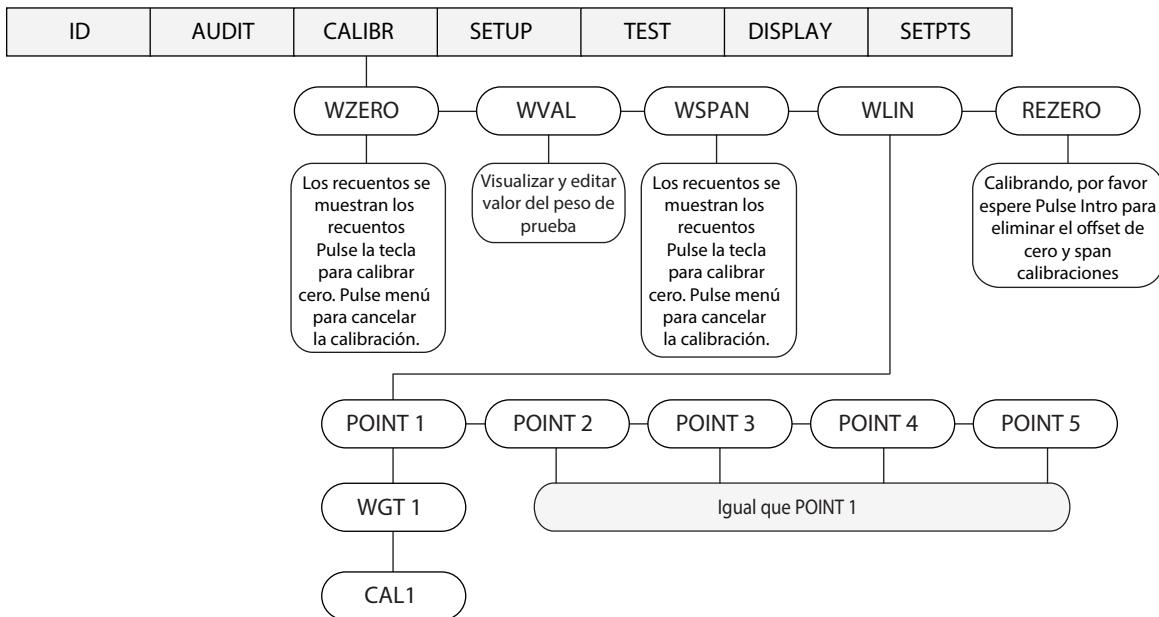 ID AUDIT CALIBR SETUP TEST DISPLAY SETPTS
WZERO WVAL WSPAN WLIN REZERO
Los recuentos se
muestran los
recuentos
Pulse la tecla
para calibrar
cero. Pulse menú
para cancelar
la calibración.
Visualizar y editar
valor del peso de
prueba
Los recuentos se
muestran los
recuentos
Pulse la tecla
para calibrar
cero. Pulse menú
para cancelar
la calibración.
Calibrando, por favor
espere Pulse Intro para
eliminar el offset de
cero y span
calibraciones
POINT 1 POINT 2 POINT 3 POINT 4 POINT 5
WGT 1
Igual que POINT 1
CAL1